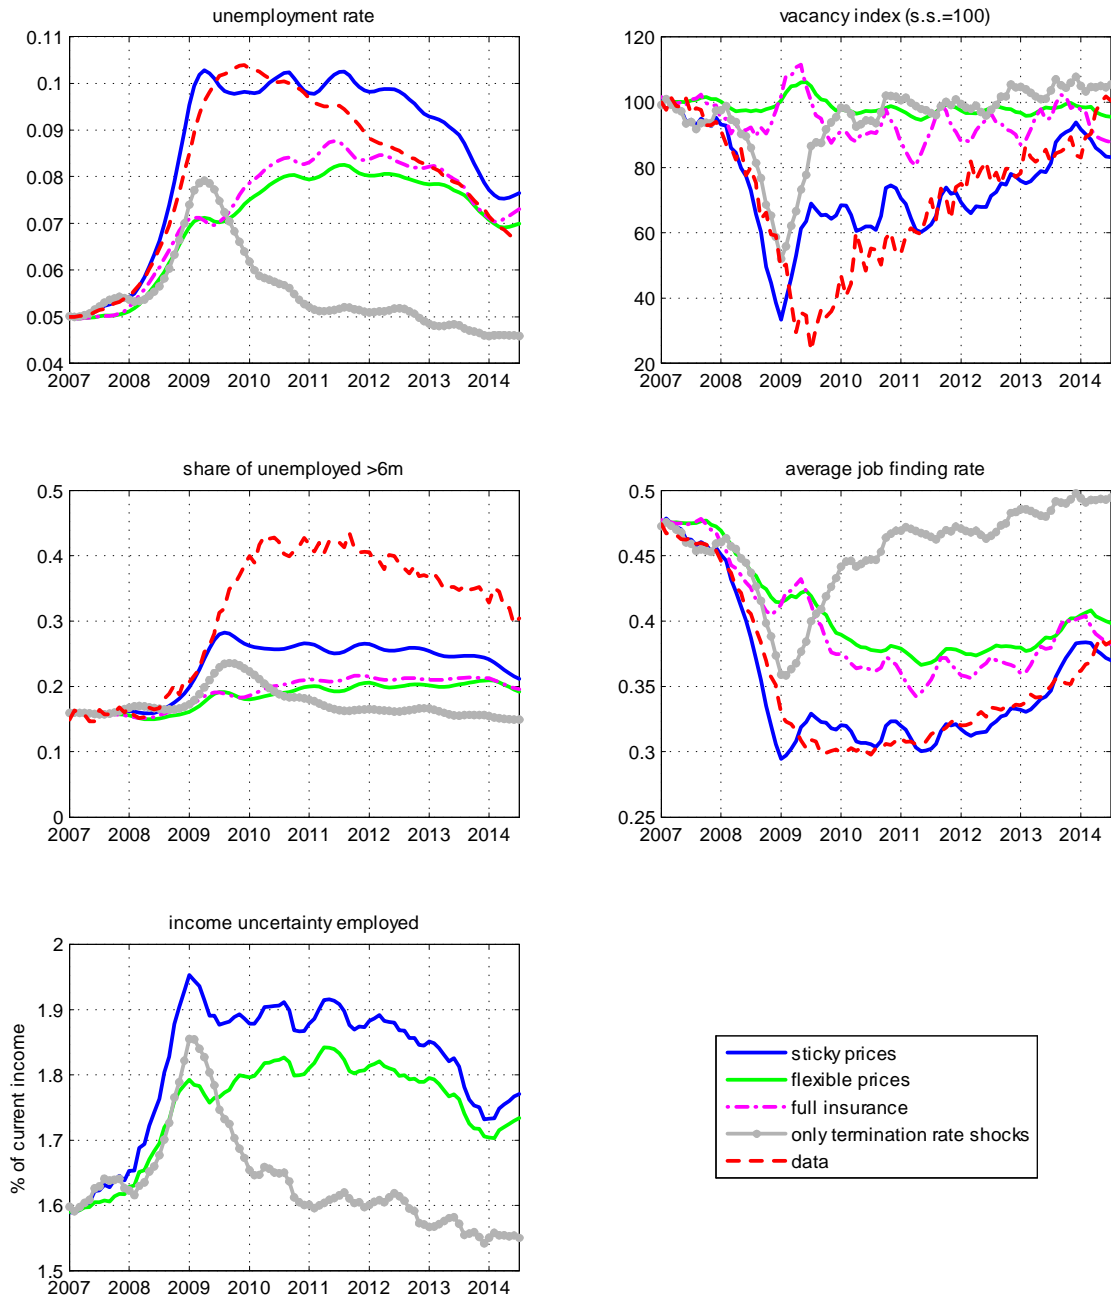 unemployment rate
0.11
0.1
0.09
0.08
0.07
0.06
0.05
0.04
2007 2008 2009 2010 2011 2012 2013 2014
vacancy index (s.s.=100)
120
100
80
60
40
20
2007 2008 2009 2010 2011 2012 2013 2014
share of unemployed >6m
0.5
0.4
0.3
0.2
0.1
0
2007 2008 2009 2010 2011 2012 2013 2014
average job finding rate
0.5
0.45
0.4
0.35
0.3
0.25
2007 2008 2009 2010 2011 2012 2013 2014
income uncertainty employed
% of current income
2
1.9
1.8
1.7
1.6
1.5
2007 2008 2009 2010 2011 2012 2013 2014
sticky prices
flexible prices
full insurance
only termination rate shocks
data